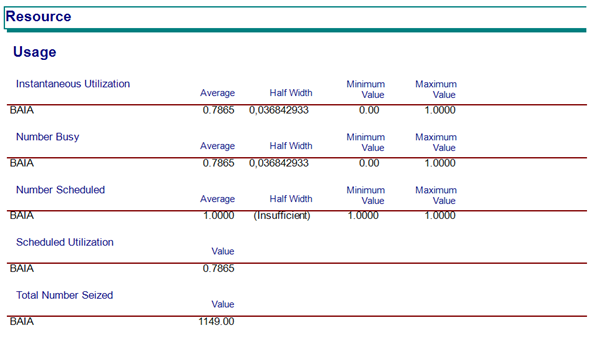 Resource
Usage
Instantaneous Utilization Average Half Width Minimum Value Maximum Value
BAIA 0.7865 0,036842933 0.00 1.0000
Number Busy Average Half Width Minimum Value Maximum Value
BAIA 0.7865 0,036842933 0.00 1.0000
Number Scheduled Average Half Width Minimum Value Maximum Value
BAIA 1.0000 (Insufficient) 1.0000 1.0000
Scheduled Utilization Value
BAIA 0.7865
Total Number Seized Value
BAIA 1149.00